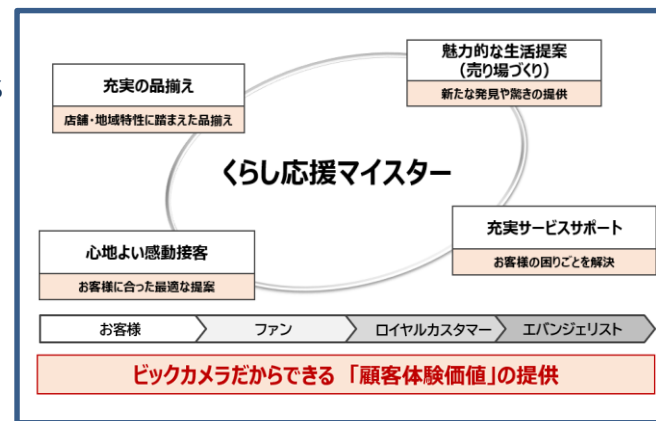 充実の品揃え
店舗・地域特性に踏まえた品揃え
魅力的な生活提案
(売り場づくり)
新たな発見や驚きの提供
くらし応援マイスター
心地よい感動接客
お客様に合った最適な提案
充実サービスサポート
お客様の困りごとを解決
お客様
ファン
ロイヤルカスタマー
エバンジェリスト
ビックカメラだからできる「顧客体験価値」の提供